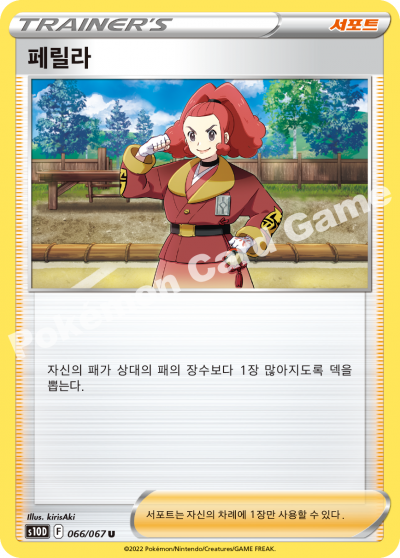 TRAINER'S
서포트
페릴라
Pokémon Card Game
자신의 패가 상대의 패의 장수보다 1장 많아지도록 덱을
뽑는다.
Illus. kirisAki
서포트는 자신의 차례에 1장만 사용할 수 있다.
s10D F 066/067 U
©2022 Pokémon/Nintendo/Creatures/GAME FREAK.